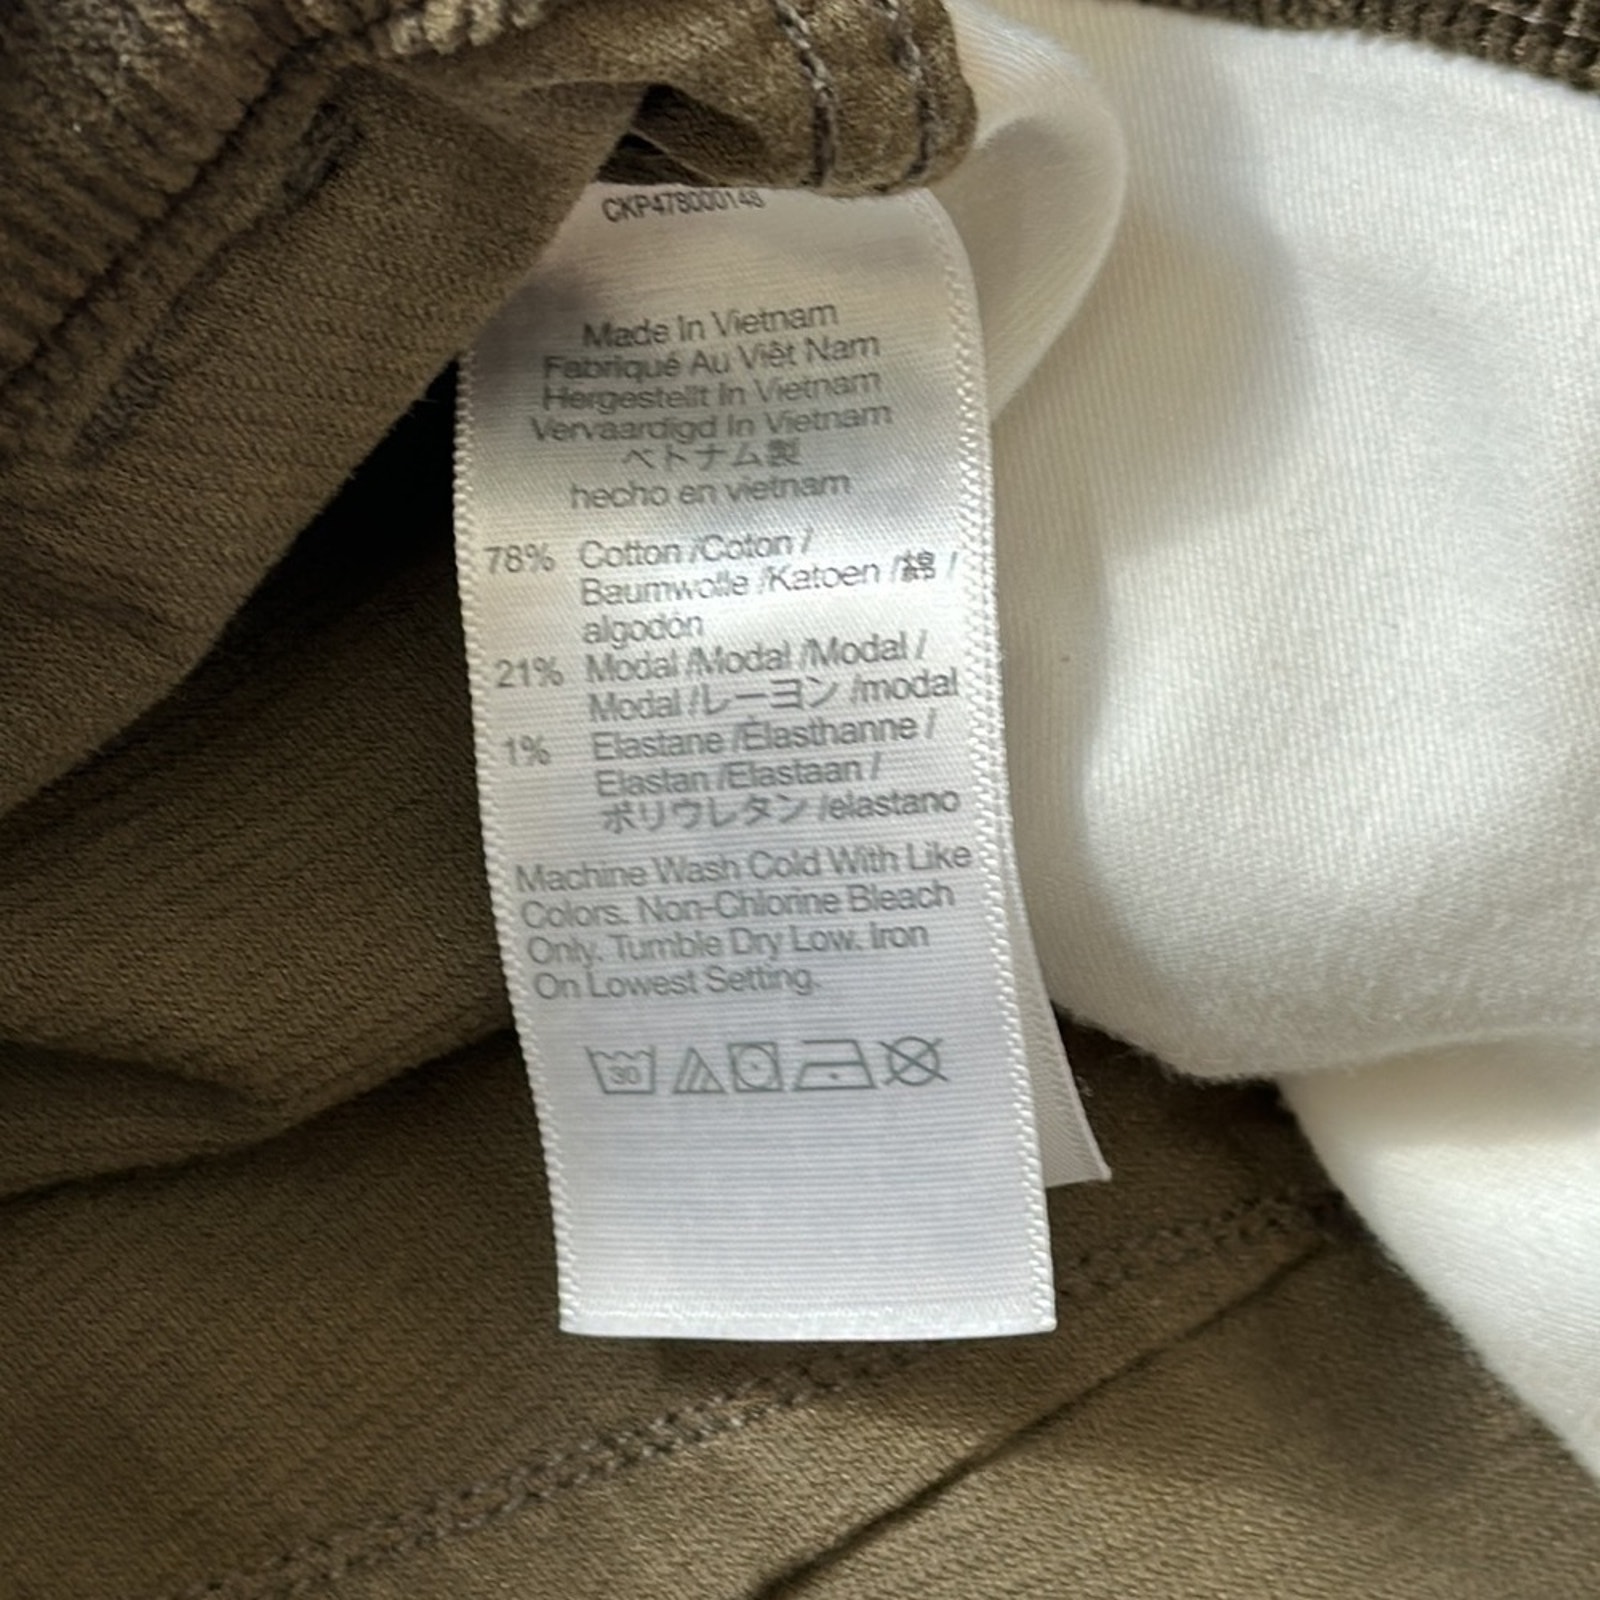 CKP478000148
Made In Vietnam
Fabriqué Au Viêt Nam
Hergestellt In Vietnam
Vervaardigd In Vietnam
ベトナム製
hecho en vietnam
78% Cotton /Coton /
Baumwolle /Katoen /綿 /
algodón
21% Modal /Modal /Modal /
Modal /レーヨン /modal
1% Elastane /Élasthanne /
Elastan /Elastaan /
ポリウレタン /elastano
Machine Wash Cold With Like
Colors. Non-Chlorine Bleach
Only. Tumble Dry Low. Iron
On Lowest Setting.
30